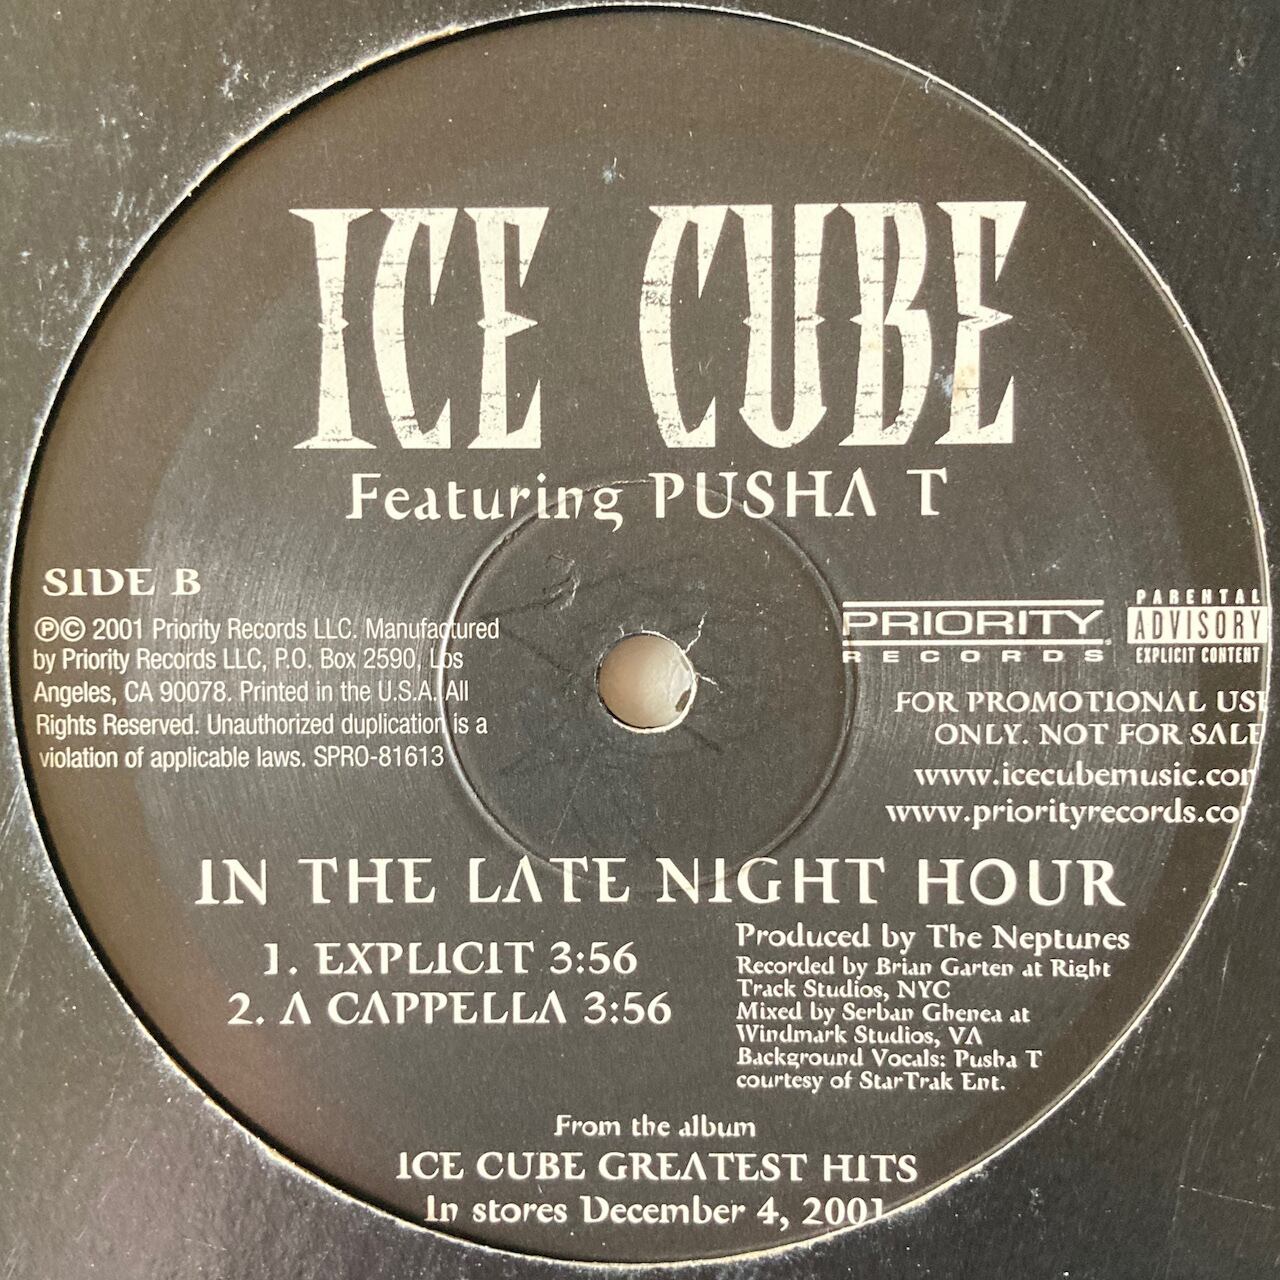 ICE CUBE
Featuring PUSHA T
SIDE B
Ⓟ© 2001 Priority Records LLC. Manufactured
by Priority Records LLC, P.O. Box 2590, Los
Angeles, CA 90078. Printed in the U.S.A. All
Rights Reserved. Unauthorized duplication is a
violation of applicable laws. SPRO-81613
PRIORITY
RECORDS
PARENTAL
ADVISORY
EXPLICIT CONTENT
FOR PROMOTIONAL USE
ONLY. NOT FOR SALE
www.icecubemusic.com
www.priorityrecords.co
IN THE LATE NIGHT HOUR
1. EXPLICIT 3:56
2. A CAPPELLA 3:56
Produced by The Neptunes
Recorded by Brian Garten at Right
Track Studios, NYC
Mixed by Serban Ghenea at
Windmark Studios, VA
Background Vocals: Pusha T
courtesy of StarTrak Ent.
From the album
ICE CUBE GREATEST HITS
In stores December 4, 2001